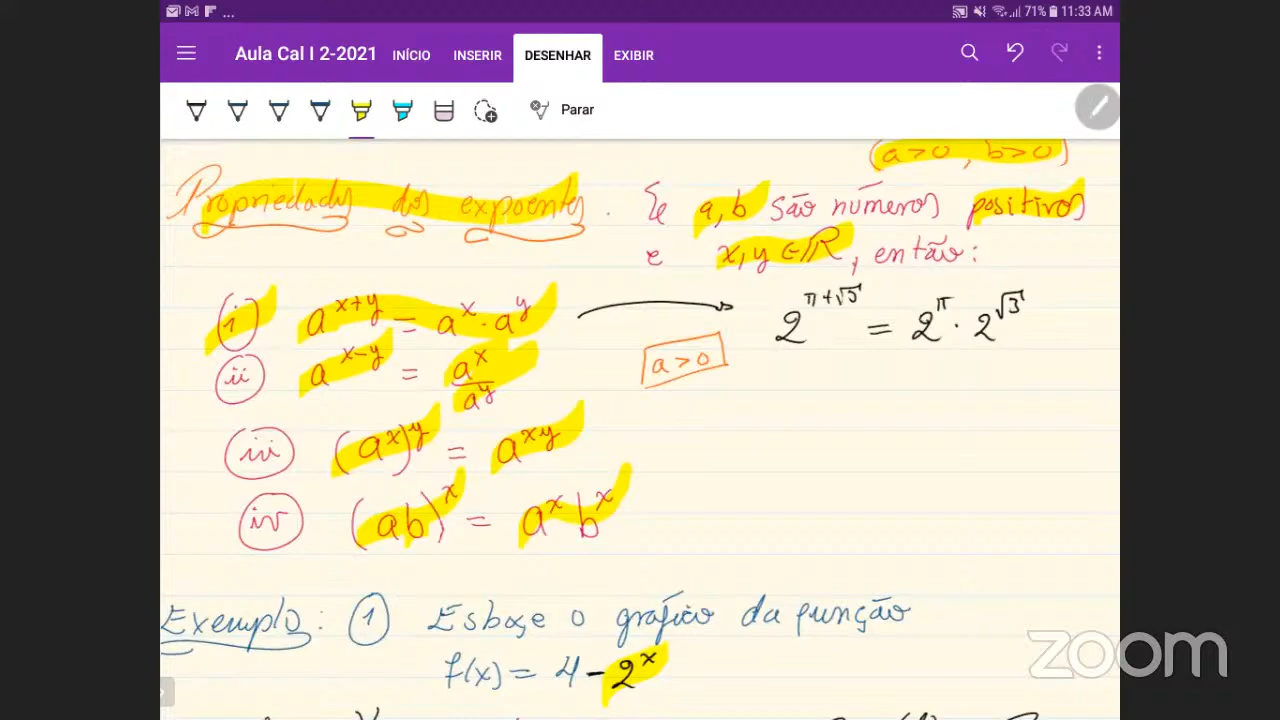 71% 11:33 AM
Aula Cal I 2-2021 INÍCIO INSERIR DESENHAR EXIBIR
Parar
(a>0, b>0)
Propriedades dos expoentes. Se a, b são números positivos
e x, y ∈ ℝ, então:
(i) a^{x+y} = a^x · a^y → 2^{π+√3} = 2^π · 2^{√3}
(ii) a^{x-y} = a^x / a^y a>0
(iii) (a^x)^y = a^{xy}
(iv) (ab)^x = a^x b^x
Exemplo: (1) Esboçe o gráfico da função
f(x) = 4 - 2^x
zoom